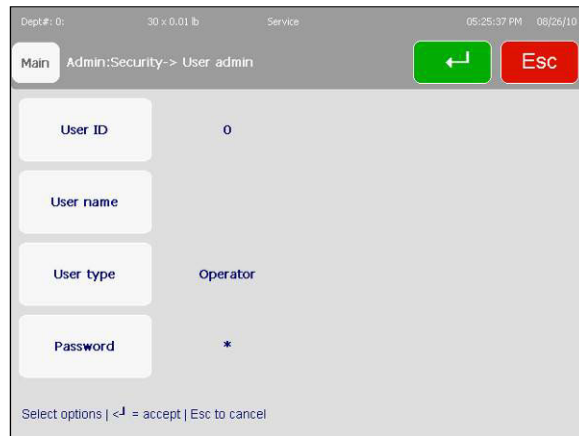 Dept#: 0: 30 x 0.01 lb Service 05:25:37 PM 08/26/10
Main Admin:Security-> User admin ↵ Esc
User ID 0
User name
User type Operator
Password *
Select options | <┘ = accept | Esc to cancel